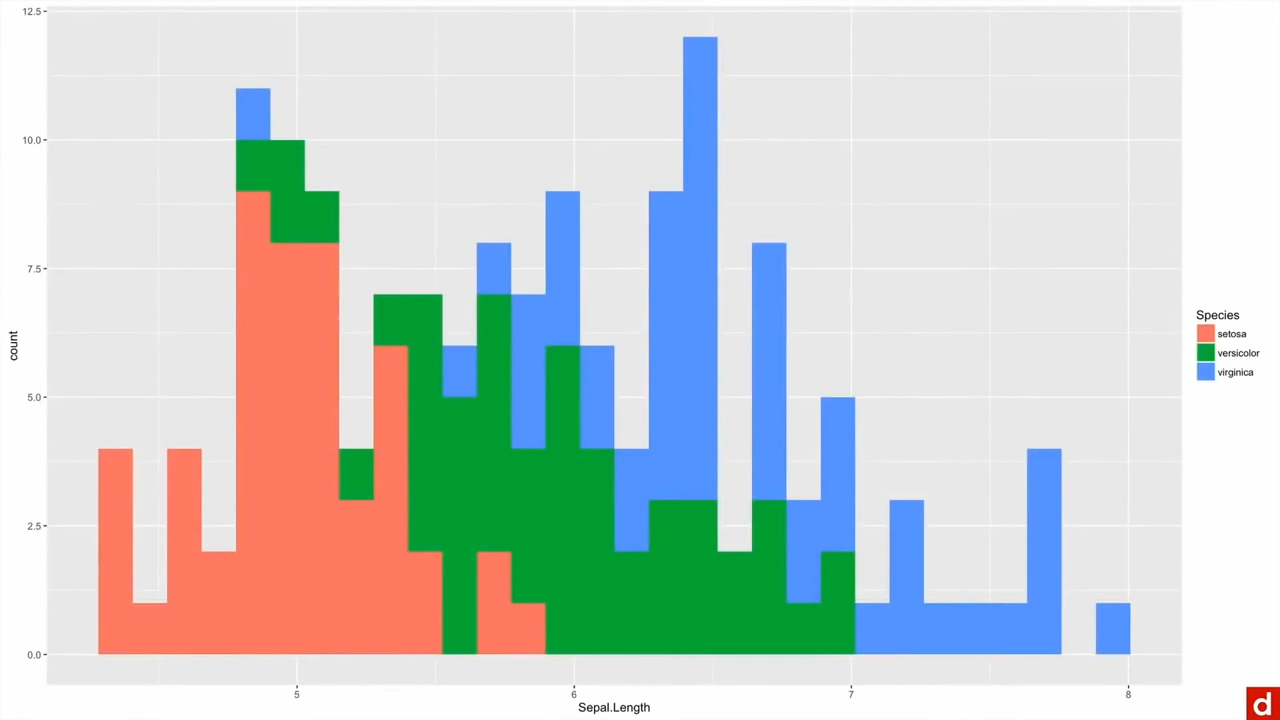 12.5
10.0
7.5
5.0
2.5
0.0
count
5 6 7 8
Sepal.Length
Species
setosa
versicolor
virginica
d